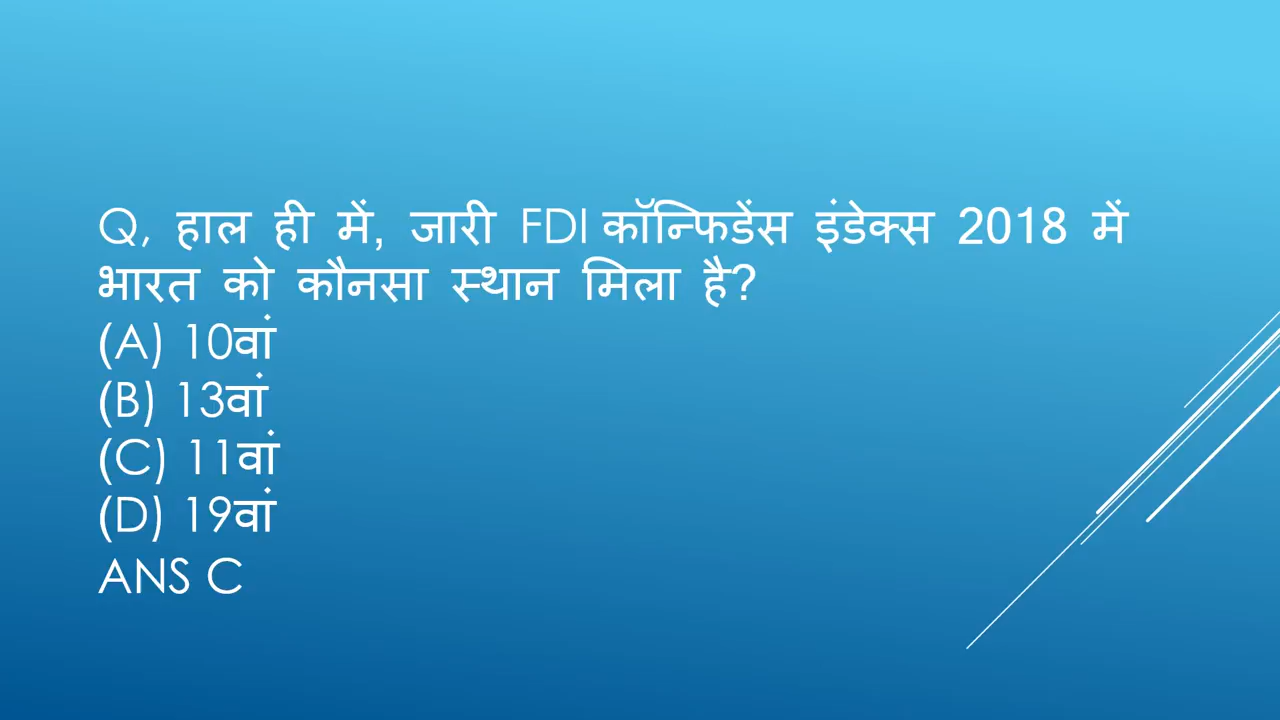 Q, हाल ही में, जारी FDI कॉन्फिडेंस इंडेक्स 2018 में
भारत को कौनसा स्थान मिला है?
(A) 10वां
(B) 13वां
(C) 11वां
(D) 19वां
ANS C